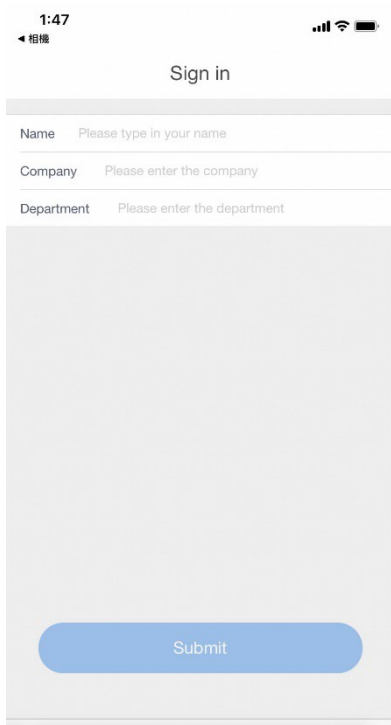 1:47
◀ 相機
Sign in
Name Please type in your name
Company Please enter the company
Department Please enter the department
Submit